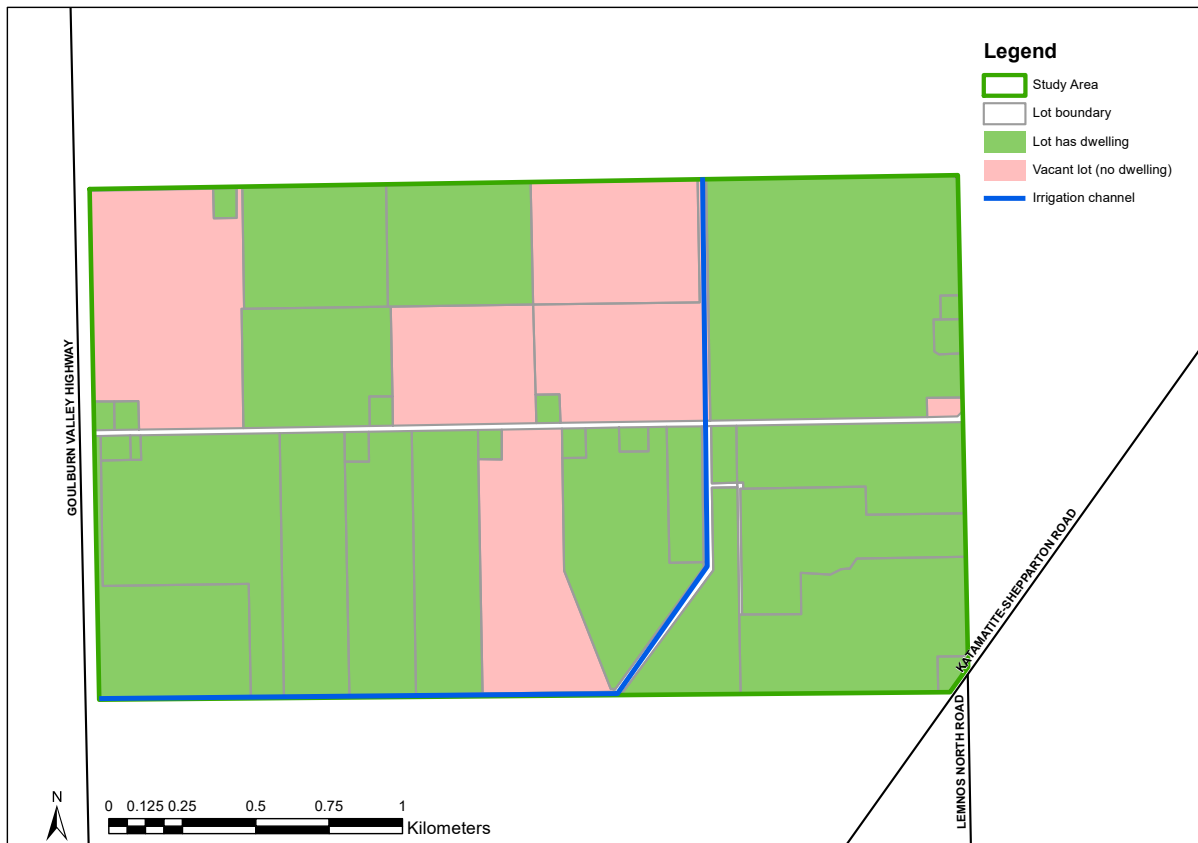 Legend
Study Area
Lot boundary
Lot has dwelling
Vacant lot (no dwelling)
Irrigation channel
GOULBURN VALLEY HIGHWAY
KATAMATITE-SHEPPARTON ROAD
LEMNOS NORTH ROAD
N
0 0.125 0.25 0.5 0.75 1
Kilometers